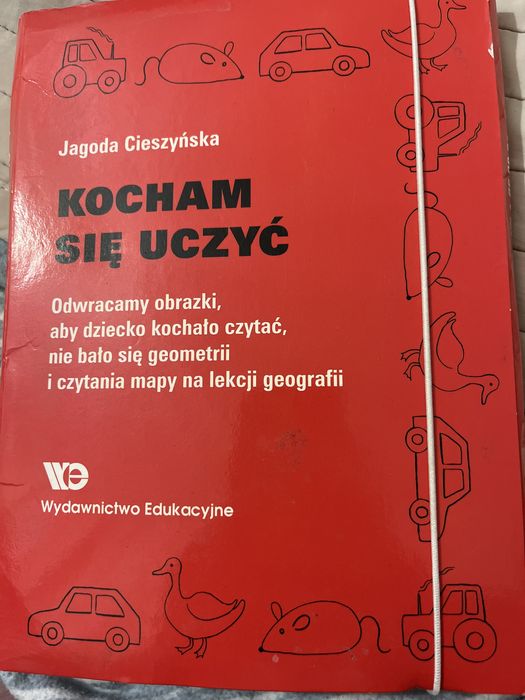 Jagoda Cieszyńska
KOCHAM
SIĘ UCZYĆ
Odwracamy obrazki,
aby dziecko kochało czytać,
nie bało się geometrii
i czytania mapy na lekcji geografii
we
Wydawnictwo Edukacyjne